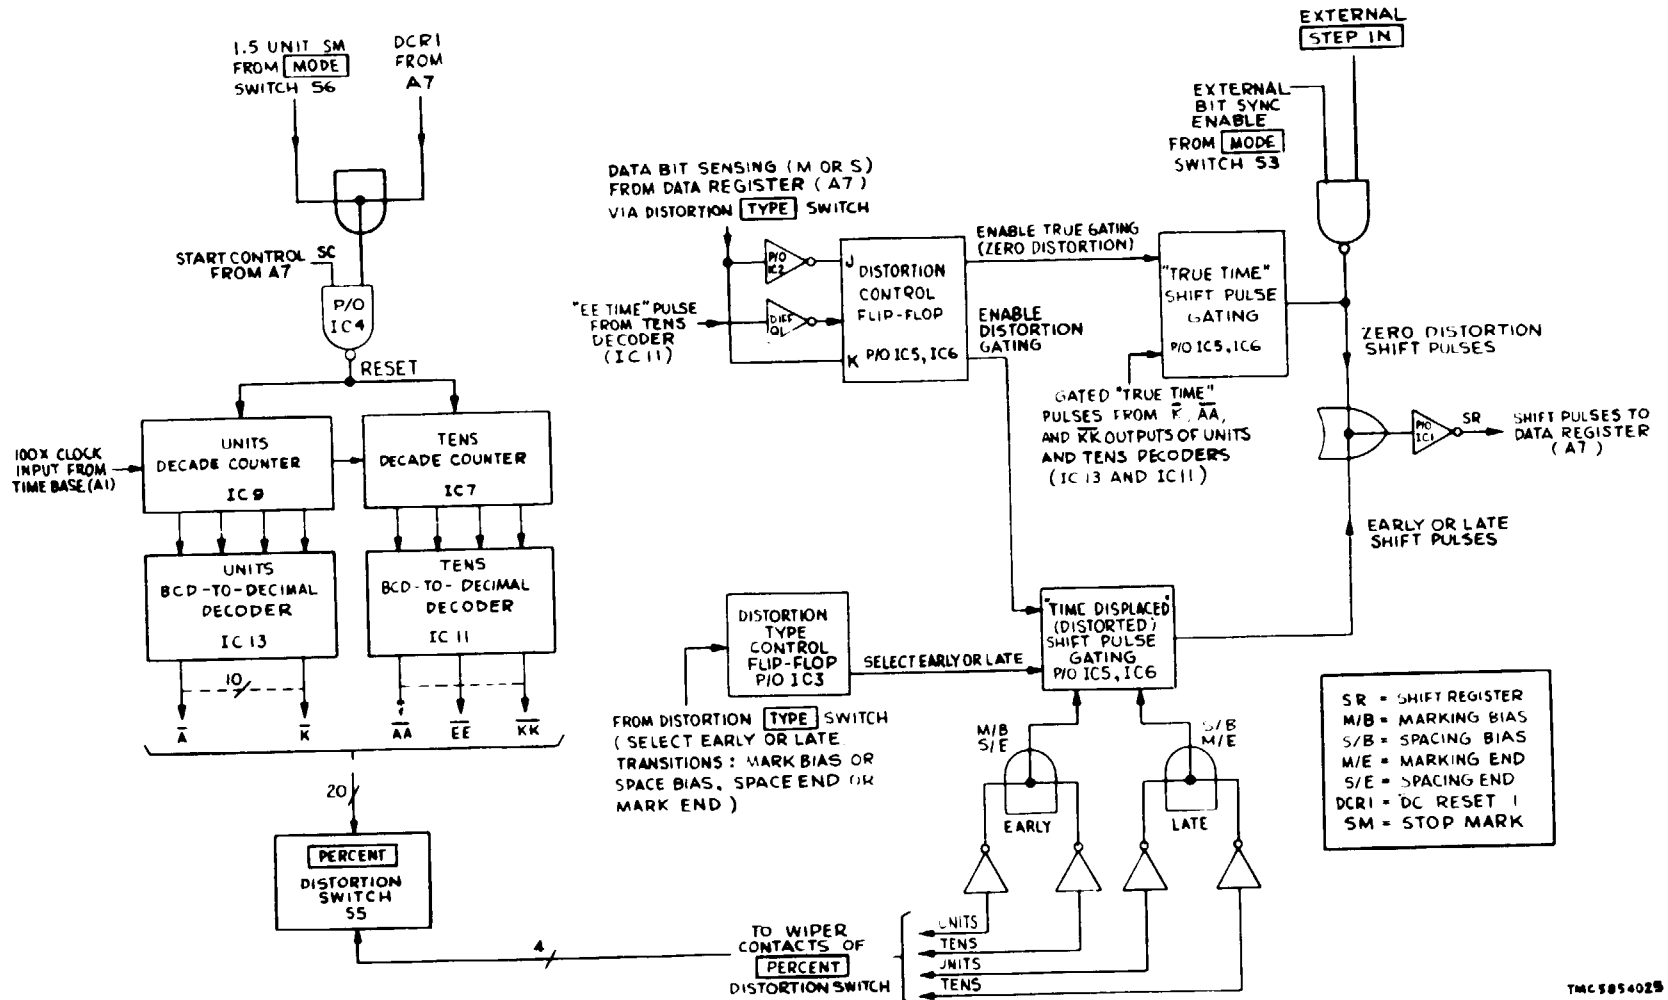 1.5 UNIT SM
FROM MODE
SWITCH S6
DCR1
FROM
A7
START CONTROL SC
FROM A7
P/O
IC4
RESET
100X CLOCK
INPUT FROM
TIME BASE (A1)
UNITS
DECADE COUNTER
IC9
TENS
DECADE COUNTER
IC7
UNITS
BCD-TO-DECIMAL
DECODER
IC13
TENS
BCD-TO-DECIMAL
DECODER
IC11
10
A̅
K̅
A̅A̅
E̅E̅
K̅K̅
20
PERCENT
DISTORTION
SWITCH
S5
4
TO WIPER
CONTACTS OF
PERCENT
DISTORTION SWITCH
UNITS
TENS
UNITS
TENS
DATA BIT SENSING (M OR S)
FROM DATA REGISTER (A7)
VIA DISTORTION TYPE SWITCH
"EE TIME" PULSE
FROM TENS
DECODER
(IC11)
P/O
IC2
DIFF
Q1
J
K
DISTORTION
CONTROL
FLIP-FLOP
P/O IC5, IC6
ENABLE TRUE GATING
(ZERO DISTORTION)
ENABLE
DISTORTION
GATING
"TRUE TIME"
SHIFT PULSE
GATING
P/O IC5, IC6
GATED "TRUE TIME"
PULSES FROM K̅, A̅A̅,
AND K̅K̅ OUTPUTS OF UNITS
AND TENS DECODERS
(IC13 AND IC11)
EXTERNAL
STEP IN
EXTERNAL
BIT SYNC
ENABLE
FROM MODE
SWITCH S3
ZERO DISTORTION
SHIFT PULSES
P/O
IC1
SR
SHIFT PULSES TO
DATA REGISTER
(A7)
EARLY OR LATE
SHIFT PULSES
DISTORTION
TYPE
CONTROL
FLIP-FLOP
P/O IC3
SELECT EARLY OR LATE
FROM DISTORTION TYPE SWITCH
(SELECT EARLY OR LATE
TRANSITIONS: MARK BIAS OR
SPACE BIAS, SPACE END OR
MARK END)
"TIME DISPLACED"
(DISTORTED)
SHIFT PULSE
GATING
P/O IC5, IC6
M/B
S/E
S/B
M/E
EARLY
LATE
SR = SHIFT REGISTER
M/B = MARKING BIAS
S/B = SPACING BIAS
M/E = MARKING END
S/E = SPACING END
DCR1 = DC RESET 1
SM = STOP MARK
TMC5854025